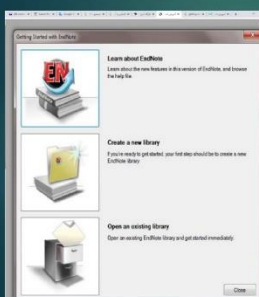 Getting Started with EndNote
EN
Learn about EndNote
Learn about the new features in this version of EndNote, and browse
the help file
Create a new library
If you're ready to get started, your first step should be to create a new
EndNote library
Open an existing library
Open an existing EndNote library and get started immediately.
Close